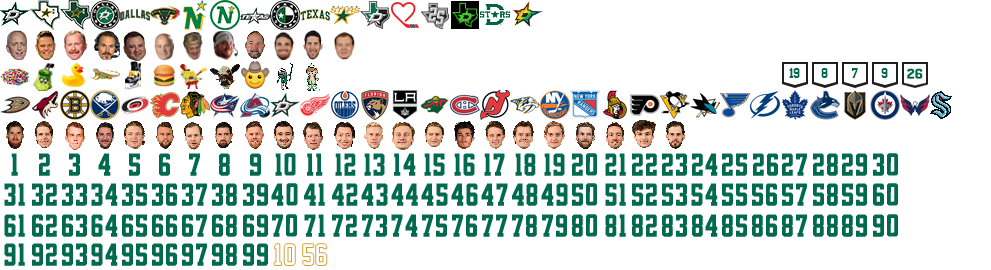 DALLAS TEXAS STARS
19 8 7 9 26
FLORIDA NEW YORK
1 2 3 4 5 6 7 8 9 10 11 12 13 14 15 16 17 18 19 20 21 22 23 24 25 26 27 28 29 30
31 32 33 34 35 36 37 38 39 40 41 42 43 44 45 46 47 48 49 50 51 52 53 54 55 56 57 58 59 60
61 62 63 64 65 66 67 68 69 70 71 72 73 74 75 76 77 78 79 80 81 82 83 84 85 86 87 88 89 90
91 92 93 94 95 96 97 98 99 10 56